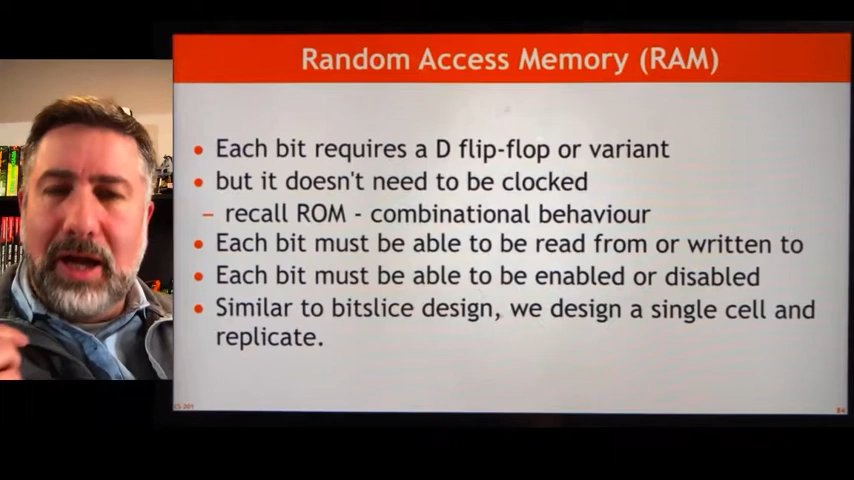 Random Access Memory (RAM)
• Each bit requires a D flip-flop or variant
• but it doesn't need to be clocked
– recall ROM - combinational behaviour
• Each bit must be able to be read from or written to
• Each bit must be able to be enabled or disabled
• Similar to bitslice design, we design a single cell and
replicate.